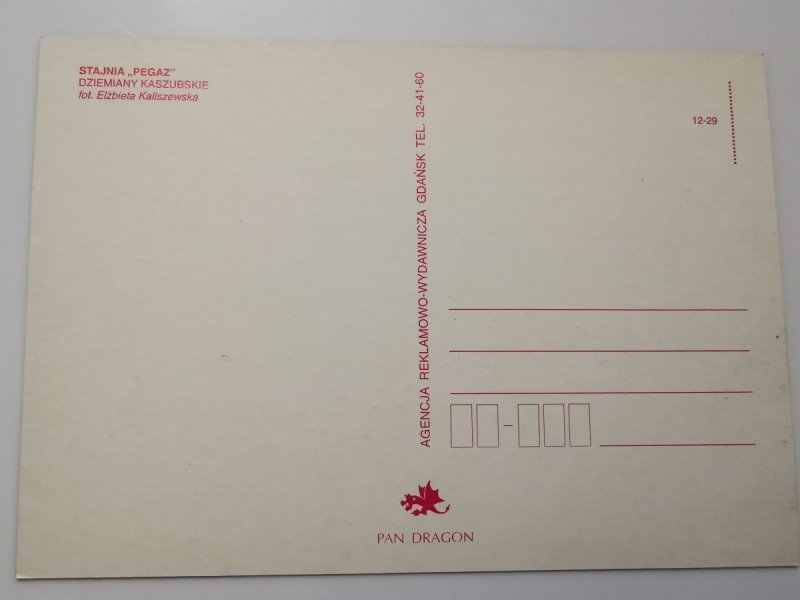 STAJNIA „PEGAZ"
DZIEMIANY KASZUBSKIE
fot. Elżbieta Kaliszewska
AGENCJA REKLAMOWO-WYDAWNICZA GDAŃSK TEL. 32-41-60
12-29
–
PAN DRAGON